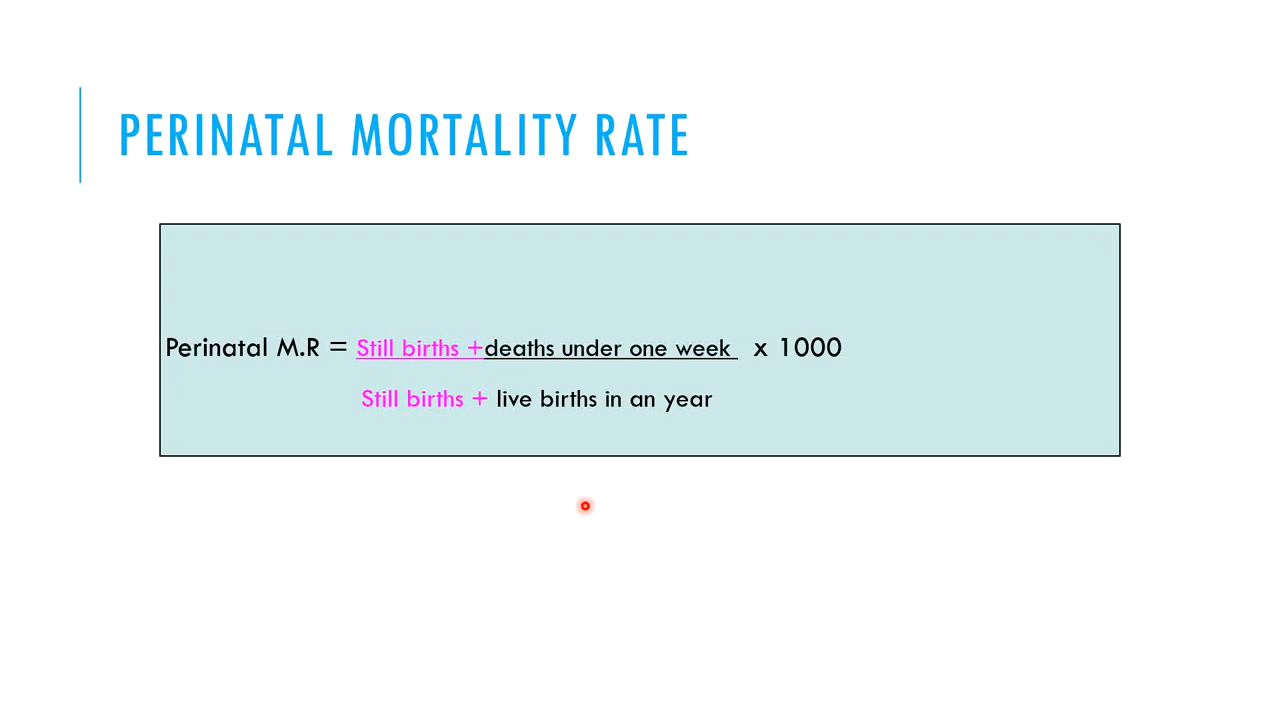 PERINATAL MORTALITY RATE
Perinatal M.R = Still births +deaths under one week x 1000
Still births + live births in an year